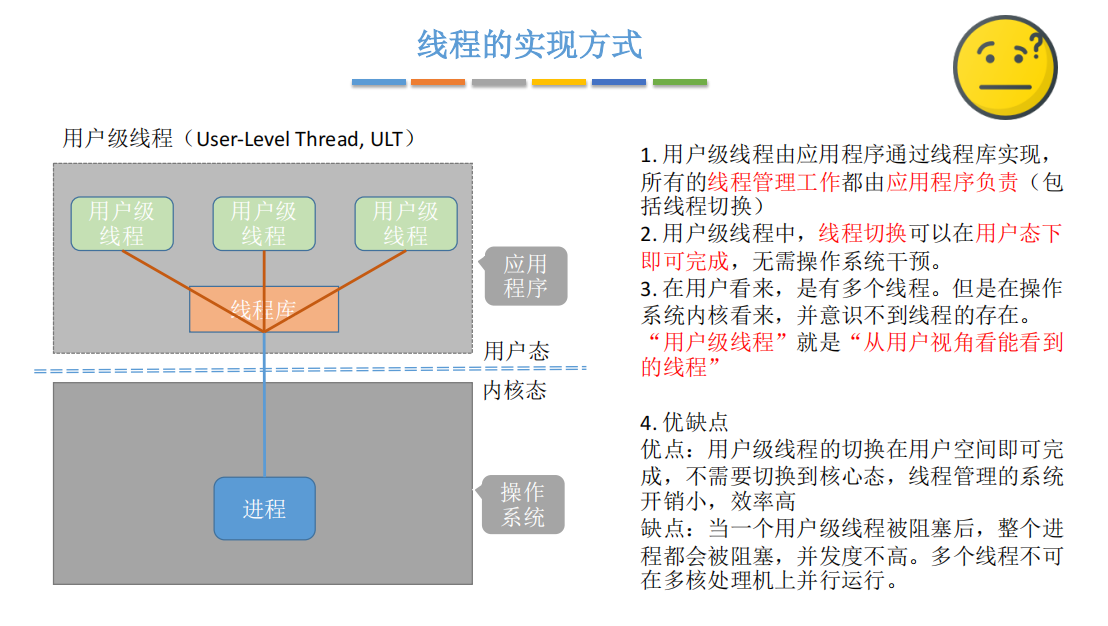 线程的实现方式
用户级线程（User-Level Thread, ULT）
用户级
线程
用户级
线程
用户级
线程
线程库
应用
程序
用户态
内核态
进程
操作
系统
1. 用户级线程由应用程序通过线程库实现，
所有的线程管理工作都由应用程序负责（包
括线程切换）
2. 用户级线程中，线程切换可以在用户态下
即可完成，无需操作系统干预。
3. 在用户看来，是有多个线程。但是在操作
系统内核看来，并意识不到线程的存在。
“用户级线程”就是“从用户视角看能看到
的线程”
4. 优缺点
优点：用户级线程的切换在用户空间即可完
成，不需要切换到核心态，线程管理的系统
开销小，效率高
缺点：当一个用户级线程被阻塞后，整个进
程都会被阻塞，并发度不高。多个线程不可
在多核处理机上并行运行。